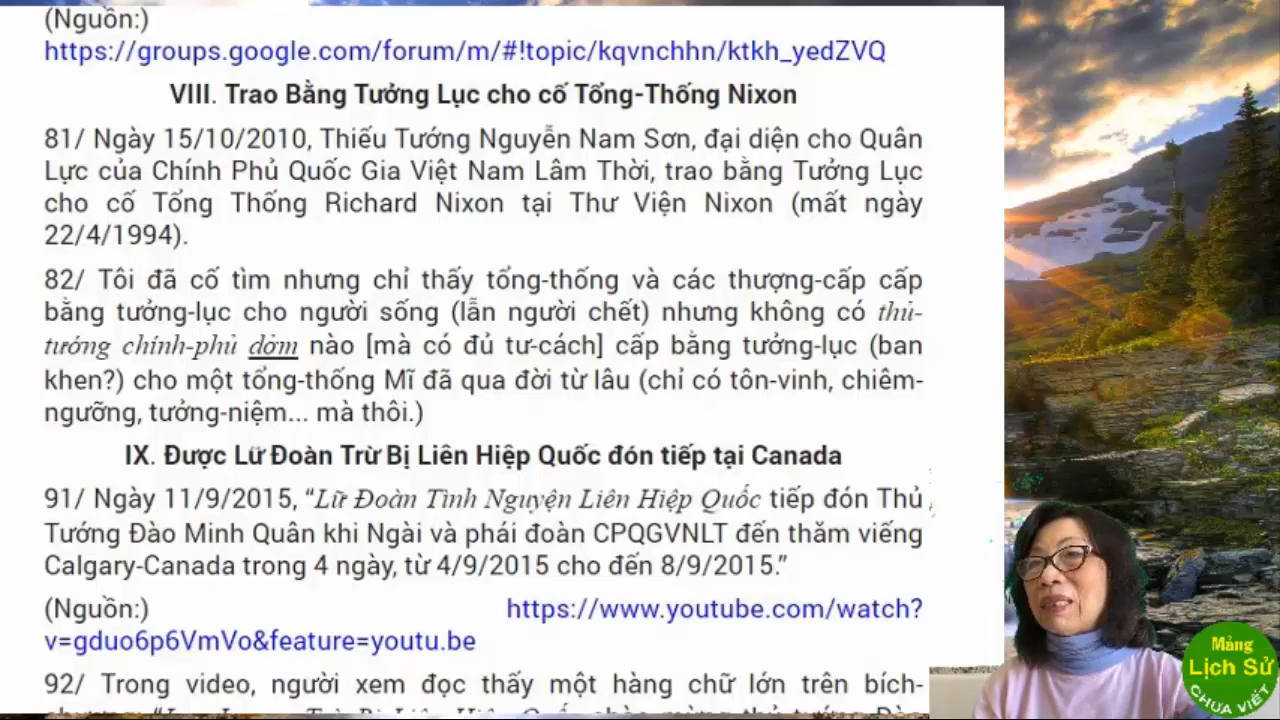 (Nguồn:)
https://groups.google.com/forum/m/#!topic/kqvnchhn/ktkh_yedZVQ
VIII. Trao Bằng Tưởng Lục cho cố Tổng-Thống Nixon
81/ Ngày 15/10/2010, Thiếu Tướng Nguyễn Nam Sơn, đại diện cho Quân
Lực của Chính Phủ Quốc Gia Việt Nam Lâm Thời, trao bằng Tưởng Lục
cho cố Tổng Thống Richard Nixon tại Thư Viện Nixon (mất ngày
22/4/1994).
82/ Tôi đã cố tìm nhưng chỉ thấy tổng-thống và các thượng-cấp cấp
bằng tưởng-lục cho người sống (lẫn người chết) nhưng không có thủ-
tướng chính-phủ dởm nào [mà có đủ tư-cách] cấp bằng tưởng-lục (ban
khen?) cho một tổng-thống Mĩ đã qua đời từ lâu (chỉ có tôn-vinh, chiêm-
ngưỡng, tưởng-niệm... mà thôi.)
IX. Được Lữ Đoàn Trừ Bị Liên Hiệp Quốc đón tiếp tại Canada
91/ Ngày 11/9/2015, “Lữ Đoàn Tình Nguyện Liên Hiệp Quốc tiếp đón Thủ
Tướng Đào Minh Quân khi Ngài và phái đoàn CPQGVNLT đến thăm viếng
Calgary-Canada trong 4 ngày, từ 4/9/2015 cho đến 8/9/2015.”
(Nguồn:) https://www.youtube.com/watch?
v=gduo6p6VmVo&feature=youtu.be
92/ Trong video, người xem đọc thấy một hàng chữ lớn trên bích-
Mảng
Lịch Sử
CHƯA VIẾT